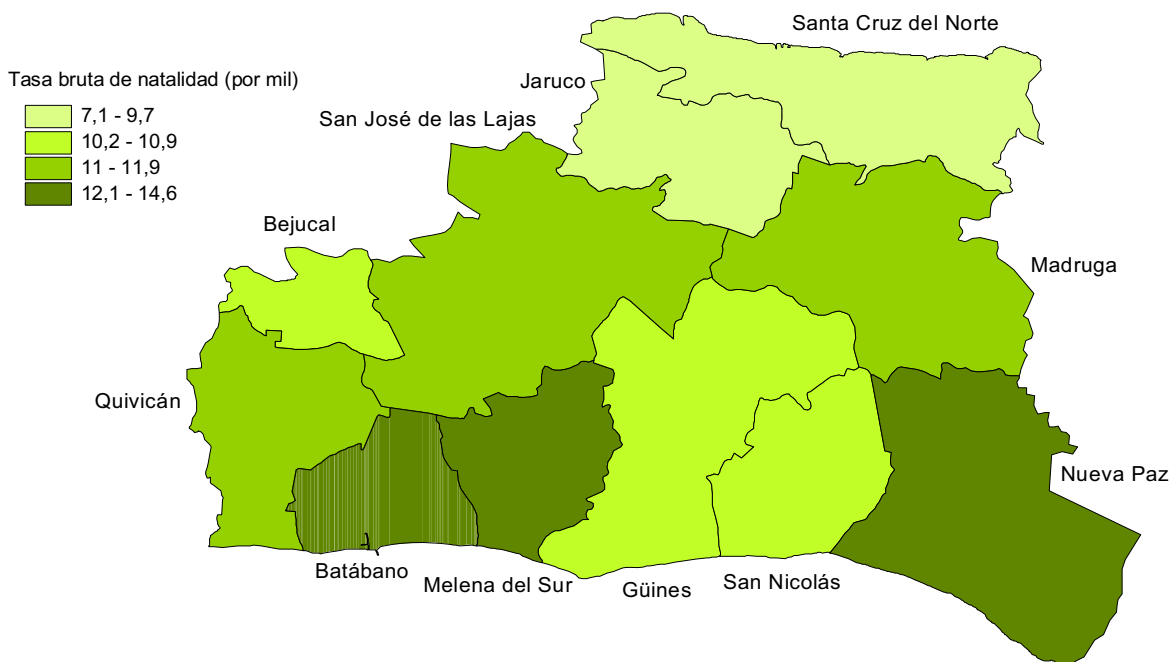 Santa Cruz del Norte
Tasa bruta de natalidad (por mil)
Jaruco
7,1 - 9,7
10,2 - 10,9
11 - 11,9
12,1 - 14,6
San José de las Lajas
Bejucal
Madruga
Quivicán
Nueva Paz
Batábano
Melena del Sur
Güines
San Nicolás